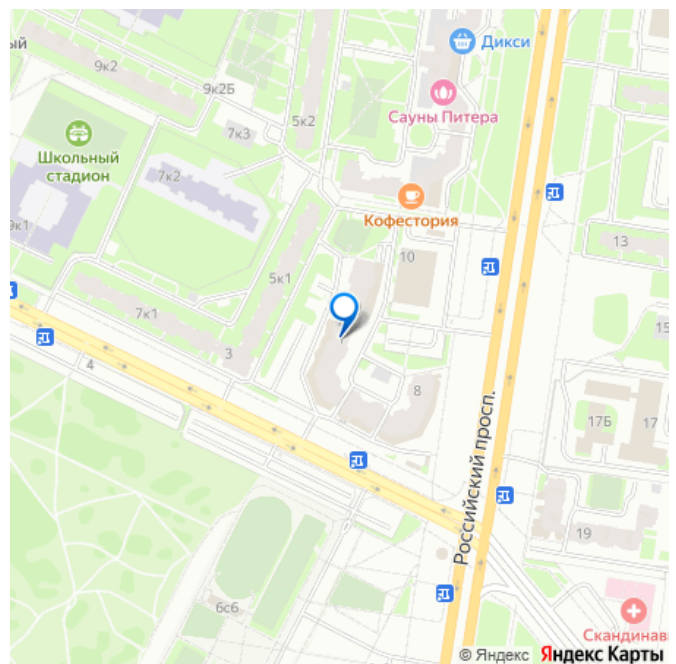 ый
9к2
9к2Б
Дикси
5к2
Сауны Питера
7к3
Школьный
стадион
7к2
Кофестория
9к1
13
10
5к1
7к1
15
3
4
8
17Б
17
Российский просп.
19
6с6
Скандинав
© Яндекс Яндекс Карты